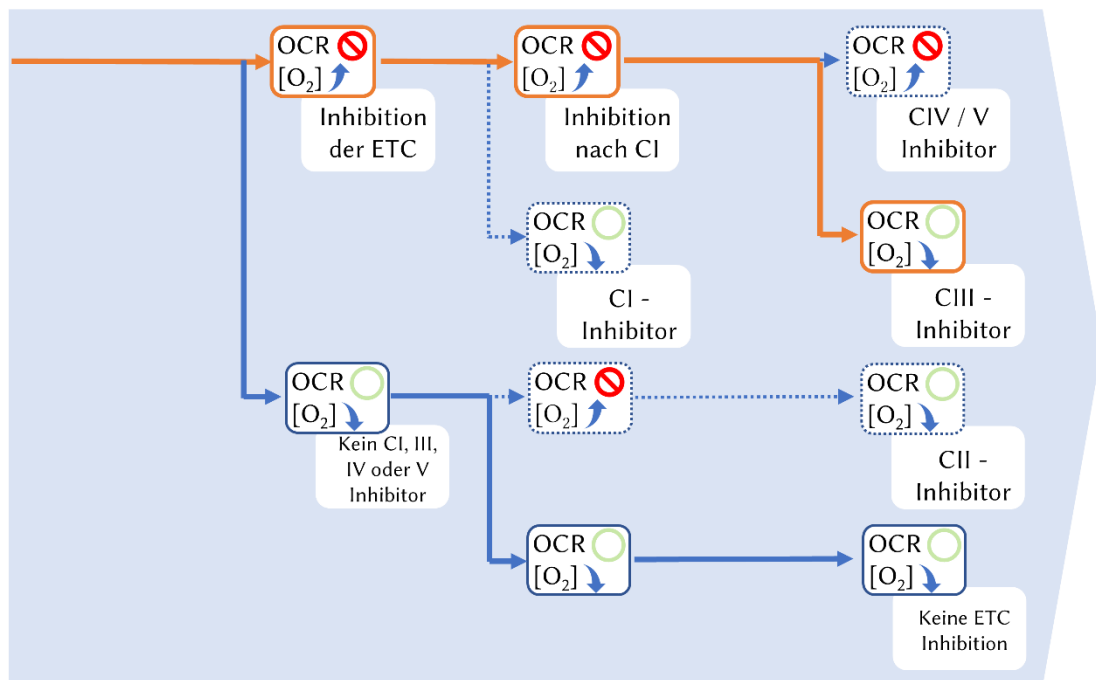 OCR
[O₂]
Inhibition
der ETC
OCR
[O₂]
Inhibition
nach CI
OCR
[O₂]
CIV / V
Inhibitor
OCR
[O₂]
CI -
Inhibitor
OCR
[O₂]
CIII -
Inhibitor
OCR
[O₂]
Kein CI, III,
IV oder V
Inhibitor
OCR
[O₂]
OCR
[O₂]
CII -
Inhibitor
OCR
[O₂]
OCR
[O₂]
Keine ETC
Inhibition